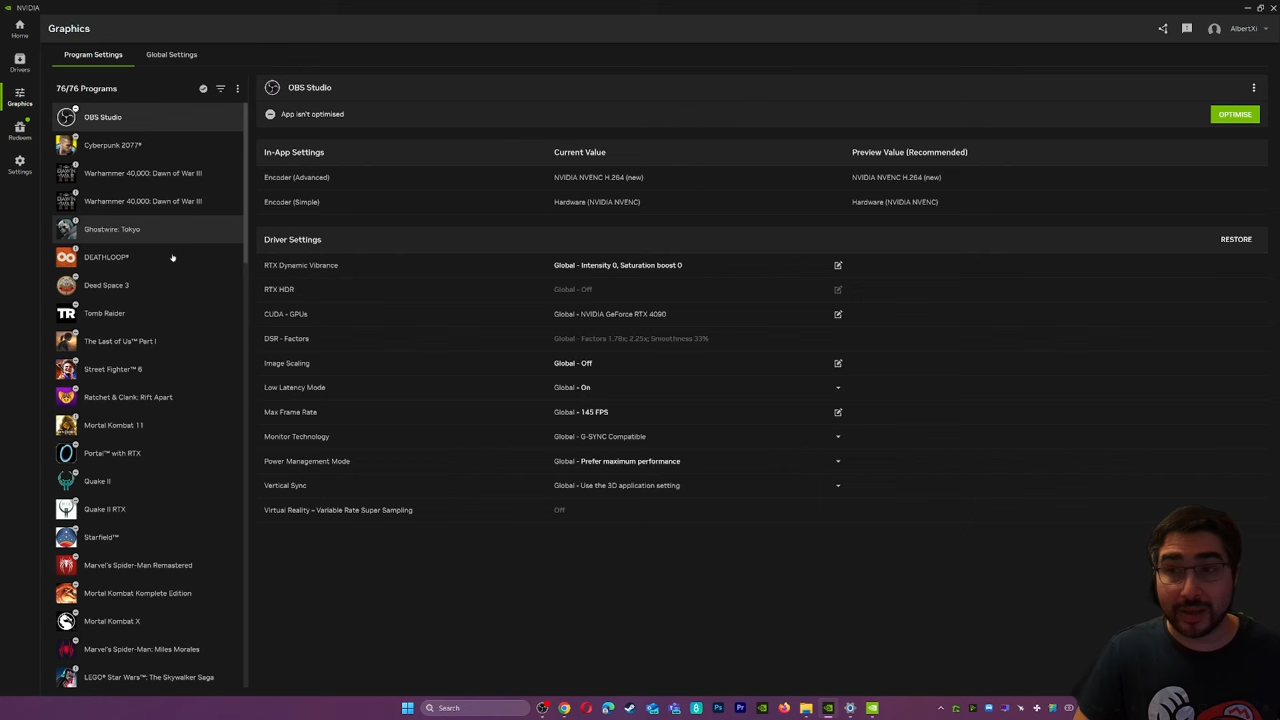 NVIDIA
Home
Graphics
AlbertXi
Program Settings
Global Settings
Drivers
Graphics
Redeem
Settings
76/76 Programs
OBS Studio
Cyberpunk 2077®
Warhammer 40,000: Dawn of War III
Warhammer 40,000: Dawn of War III
Ghostwire: Tokyo
DEATHLOOP®
Dead Space 3
Tomb Raider
The Last of Us™ Part I
Street Fighter™ 6
Ratchet & Clank: Rift Apart
Mortal Kombat 11
Portal™ with RTX
Quake II
Quake II RTX
Starfield™
Marvel's Spider-Man Remastered
Mortal Kombat Komplete Edition
Mortal Kombat X
Marvel's Spider-Man: Miles Morales
LEGO® Star Wars™: The Skywalker Saga
OBS Studio
App isn't optimised
OPTIMISE
In-App Settings Current Value Preview Value (Recommended)
Encoder (Advanced) NVIDIA NVENC H.264 (new) NVIDIA NVENC H.264 (new)
Encoder (Simple) Hardware (NVIDIA NVENC) Hardware (NVIDIA NVENC)
Driver Settings RESTORE
RTX Dynamic Vibrance Global - Intensity 0, Saturation boost 0
RTX HDR Global - Off
CUDA - GPUs Global - NVIDIA GeForce RTX 4090
DSR - Factors Global - Factors 1.78x; 2.25x; Smoothness 33%
Image Scaling Global - Off
Low Latency Mode Global - On
Max Frame Rate Global - 145 FPS
Monitor Technology Global - G-SYNC Compatible
Power Management Mode Global - Prefer maximum performance
Vertical Sync Global - Use the 3D application setting
Virtual Reality – Variable Rate Super Sampling Off
Search